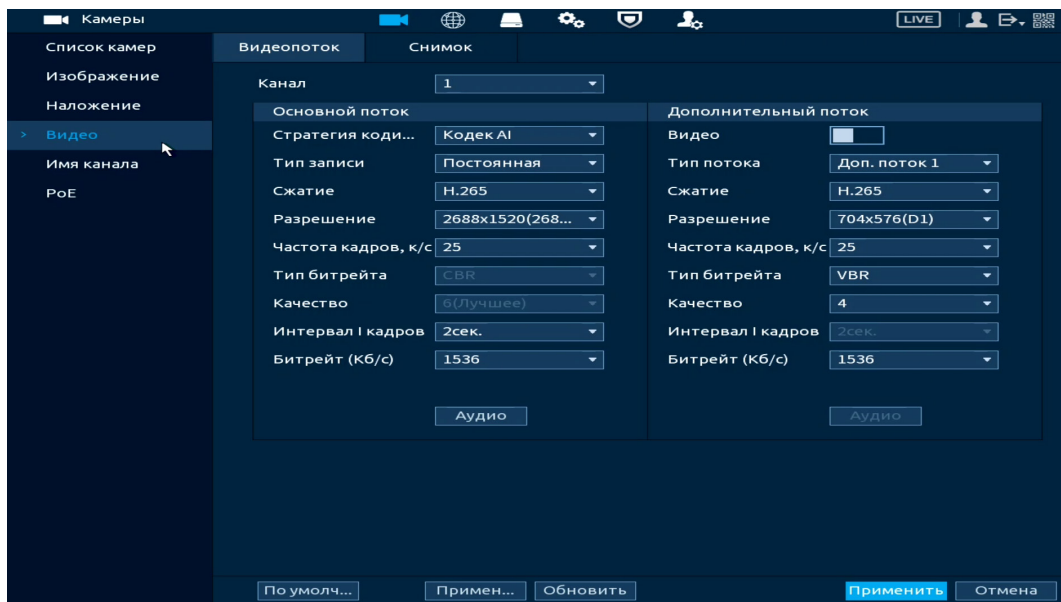 Камеры LIVE
Список камер
Изображение
Наложение
> Видео
Имя канала
PoE
Видеопоток Снимок
Канал 1
Основной поток
Стратегия коди... Кодек AI
Тип записи Постоянная
Сжатие H.265
Разрешение 2688x1520(268...
Частота кадров, к/с 25
Тип битрейта CBR
Качество 6(Лучшее)
Интервал I кадров 2сек.
Битрейт (Кб/с) 1536
Аудио
Дополнительный поток
Видео
Тип потока Доп. поток 1
Сжатие H.265
Разрешение 704x576(D1)
Частота кадров, к/с 25
Тип битрейта VBR
Качество 4
Интервал I кадров 2сек.
Битрейт (Кб/с) 1536
Аудио
По умолч... Примен... Обновить Применить Отмена